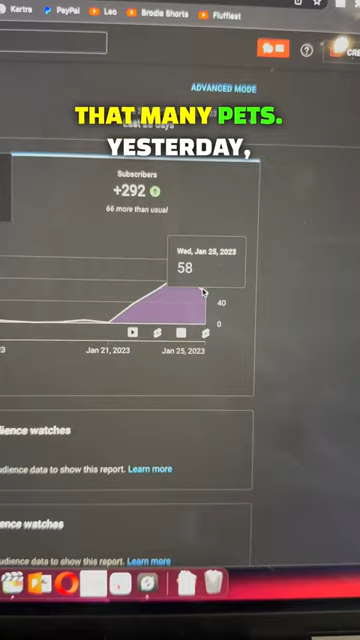 Kartra
PayPal
Leo
Brodie Shorts
Fluffiest
CRE
ADVANCED MODE
THAT MANY PETS.
YESTERDAY,
Subscribers
+292
66 more than usual
Wed, Jan 25, 2023
58
40
0
Jan 21, 2023
Jan 25, 2023
dience watches
udience data to show this report. Learn more
ence watches
udience data to show this report. Learn more